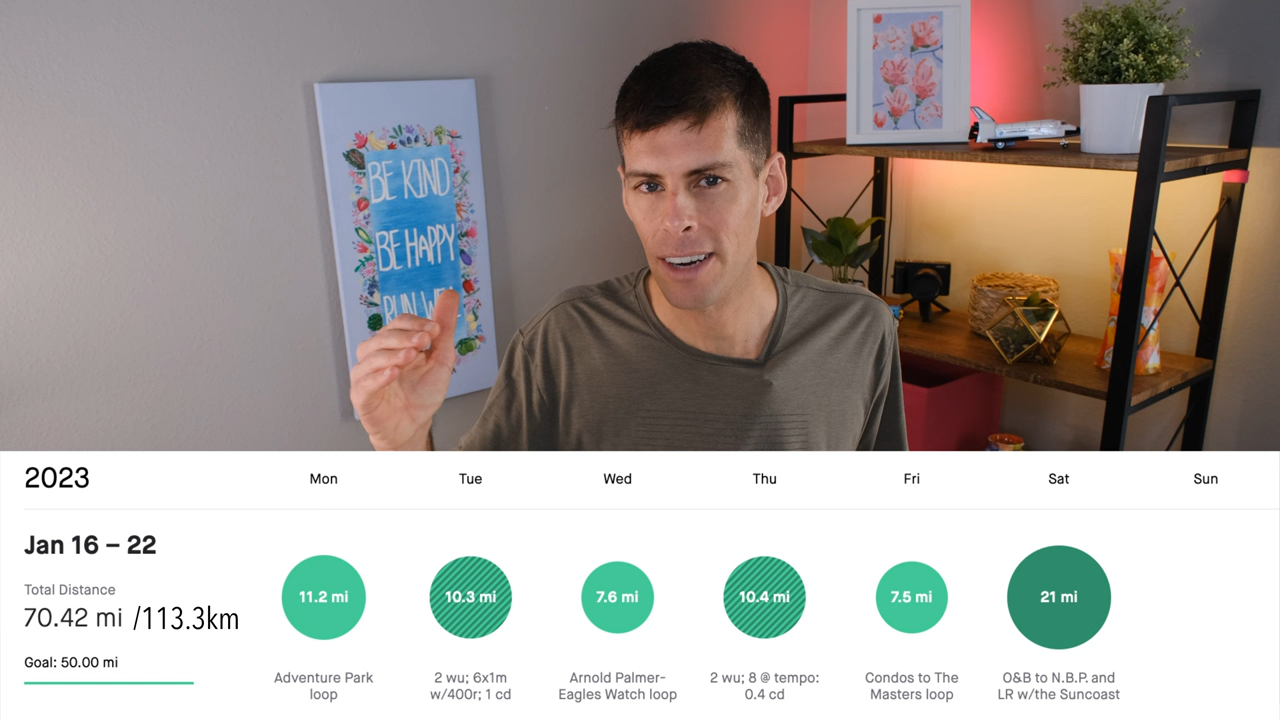 BE KIND
BE HAPPY
RUN
2023
Mon
Tue
Wed
Thu
Fri
Sat
Sun
Jan 16 – 22
Total Distance
70.42 mi /113.3km
Goal: 50.00 mi
11.2 mi
10.3 mi
7.6 mi
10.4 mi
7.5 mi
21 mi
Adventure Park
loop
2 wu; 6x1m
w/400r; 1 cd
Arnold Palmer-
Eagles Watch loop
2 wu; 8 @ tempo:
0.4 cd
Condos to The
Masters loop
O&B to N.B.P. and
LR w/the Suncoast